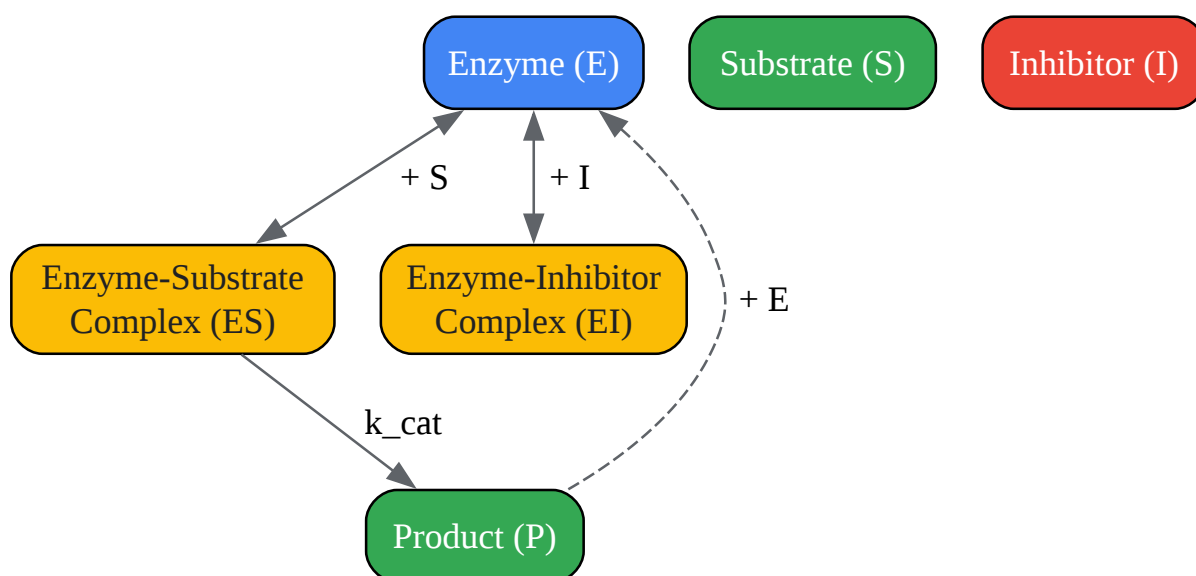 Enzyme (E)
Substrate (S)
Inhibitor (I)
+ S
+ I
Enzyme-Substrate
Complex (ES)
Enzyme-Inhibitor
Complex (EI)
+ E
k_cat
Product (P)